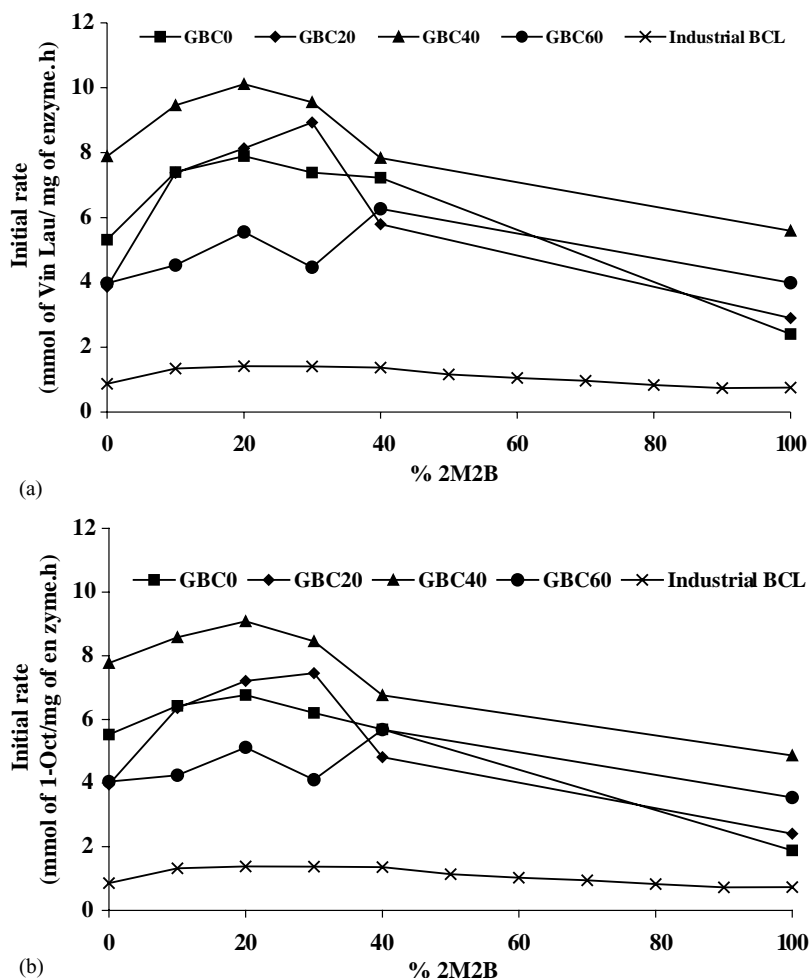 12
GBC0 GBC20 GBC40 GBC60 Industrial BCL
10
8
6
4
2
0
Initial rate
(mmol of Vin Lau/ mg of enzyme.h)
0 20 40 60 80 100
% 2M2B
(a)
12
GBC0 GBC20 GBC40 GBC60 Industrial BCL
10
8
6
4
2
0
Initial rate
(mmol of 1-Oct/mg of en zyme.h)
0 20 40 60 80 100
% 2M2B
(b)